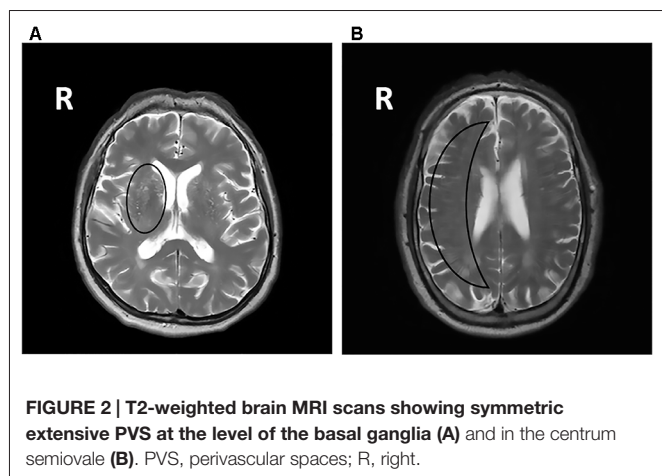 A B
R R
FIGURE 2 | T2-weighted brain MRI scans showing symmetric
extensive PVS at the level of the basal ganglia (A) and in the centrum
semiovale (B). PVS, perivascular spaces; R, right.